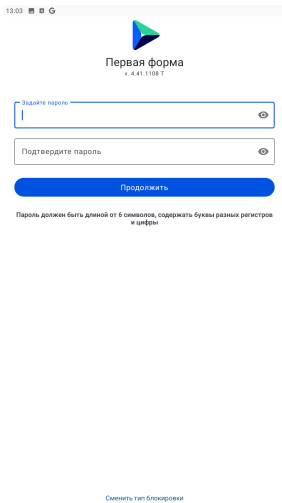 13:03
Первая форма
v. 4.41.1108 T
Задайте пароль
Подтвердите пароль
Продолжить
Пароль должен быть длиной от 6 символов, содержать буквы разных регистров
и цифры
Сменить тип блокировки